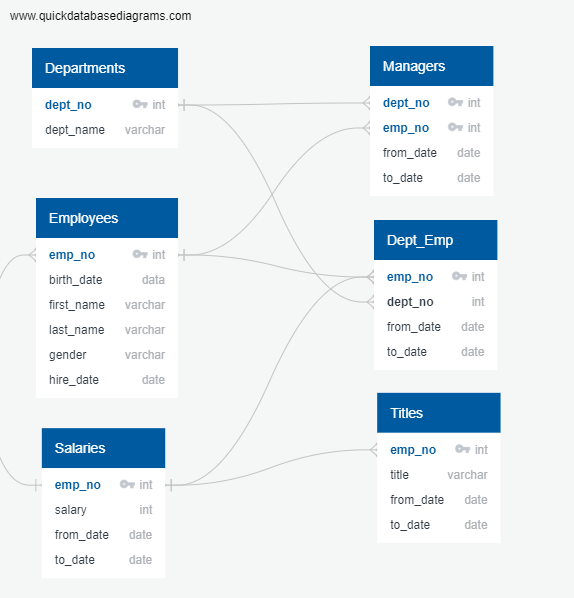 www.quickdatabasediagrams.com
Departments
dept_no int
dept_name varchar
Employees
emp_no int
birth_date data
first_name varchar
last_name varchar
gender varchar
hire_date date
Salaries
emp_no int
salary int
from_date date
to_date date
Managers
dept_no int
emp_no int
from_date date
to_date date
Dept_Emp
emp_no int
dept_no int
from_date date
to_date date
Titles
emp_no int
title varchar
from_date date
to_date date